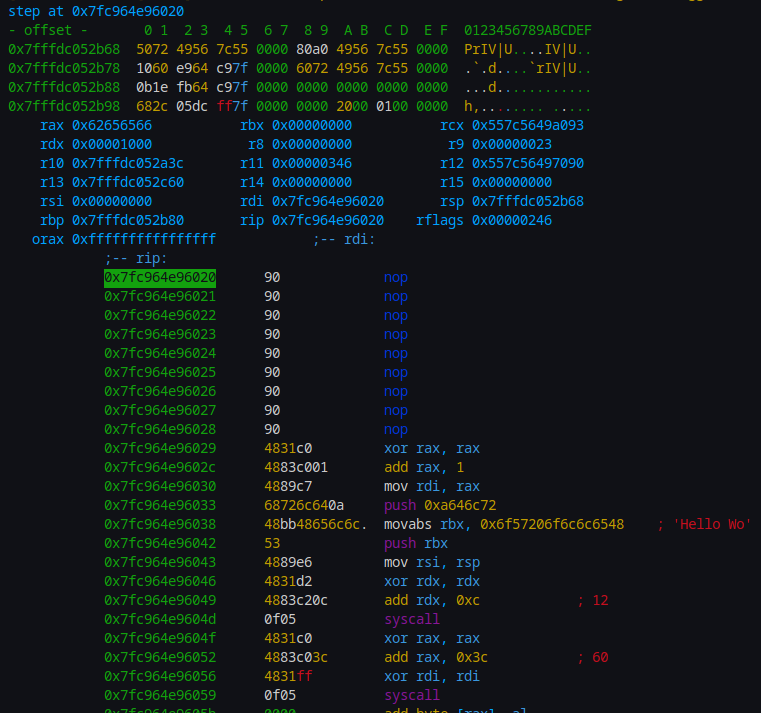 step at 0x7fc964e96020
- offset -   0 1  2 3  4 5  6 7  8 9  A B  C D  E F  0123456789ABCDEF
0x7fffdc052b68  5072 4956 7c55 0000 80a0 4956 7c55 0000  PrIV|U....IV|U..
0x7fffdc052b78  1060 e964 c97f 0000 6072 4956 7c55 0000  .`.d....`rIV|U..
0x7fffdc052b88  0b1e fb64 c97f 0000 0000 0000 0000 0000  ...d............
0x7fffdc052b98  682c 05dc ff7f 0000 0000 2000 0100 0000  h,........ .....
rax 0x62656566 rbx 0x00000000 rcx 0x557c5649a093
rdx 0x00001000 r8 0x00000000 r9 0x00000023
r10 0x7fffdc052a3c r11 0x00000346 r12 0x557c56497090
r13 0x7fffdc052c60 r14 0x00000000 r15 0x00000000
rsi 0x00000000 rdi 0x7fc964e96020 rsp 0x7fffdc052b68
rbp 0x7fffdc052b80 rip 0x7fc964e96020 rflags 0x00000246
orax 0xffffffffffffffff ;-- rdi:
;-- rip:
0x7fc964e96020 90 nop
0x7fc964e96021 90 nop
0x7fc964e96022 90 nop
0x7fc964e96023 90 nop
0x7fc964e96024 90 nop
0x7fc964e96025 90 nop
0x7fc964e96026 90 nop
0x7fc964e96027 90 nop
0x7fc964e96028 90 nop
0x7fc964e96029 4831c0 xor rax, rax
0x7fc964e9602c 4883c001 add rax, 1
0x7fc964e96030 4889c7 mov rdi, rax
0x7fc964e96033 68726c640a push 0xa646c72
0x7fc964e96038 48bb48656c6c. movabs rbx, 0x6f57206f6c6c6548 ; 'Hello Wo'
0x7fc964e96042 53 push rbx
0x7fc964e96043 4889e6 mov rsi, rsp
0x7fc964e96046 4831d2 xor rdx, rdx
0x7fc964e96049 4883c20c add rdx, 0xc ; 12
0x7fc964e9604d 0f05 syscall
0x7fc964e9604f 4831c0 xor rax, rax
0x7fc964e96052 4883c03c add rax, 0x3c ; 60
0x7fc964e96056 4831ff xor rdi, rdi
0x7fc964e96059 0f05 syscall
0x7fc964e9605b 0000 add byte [rax], al